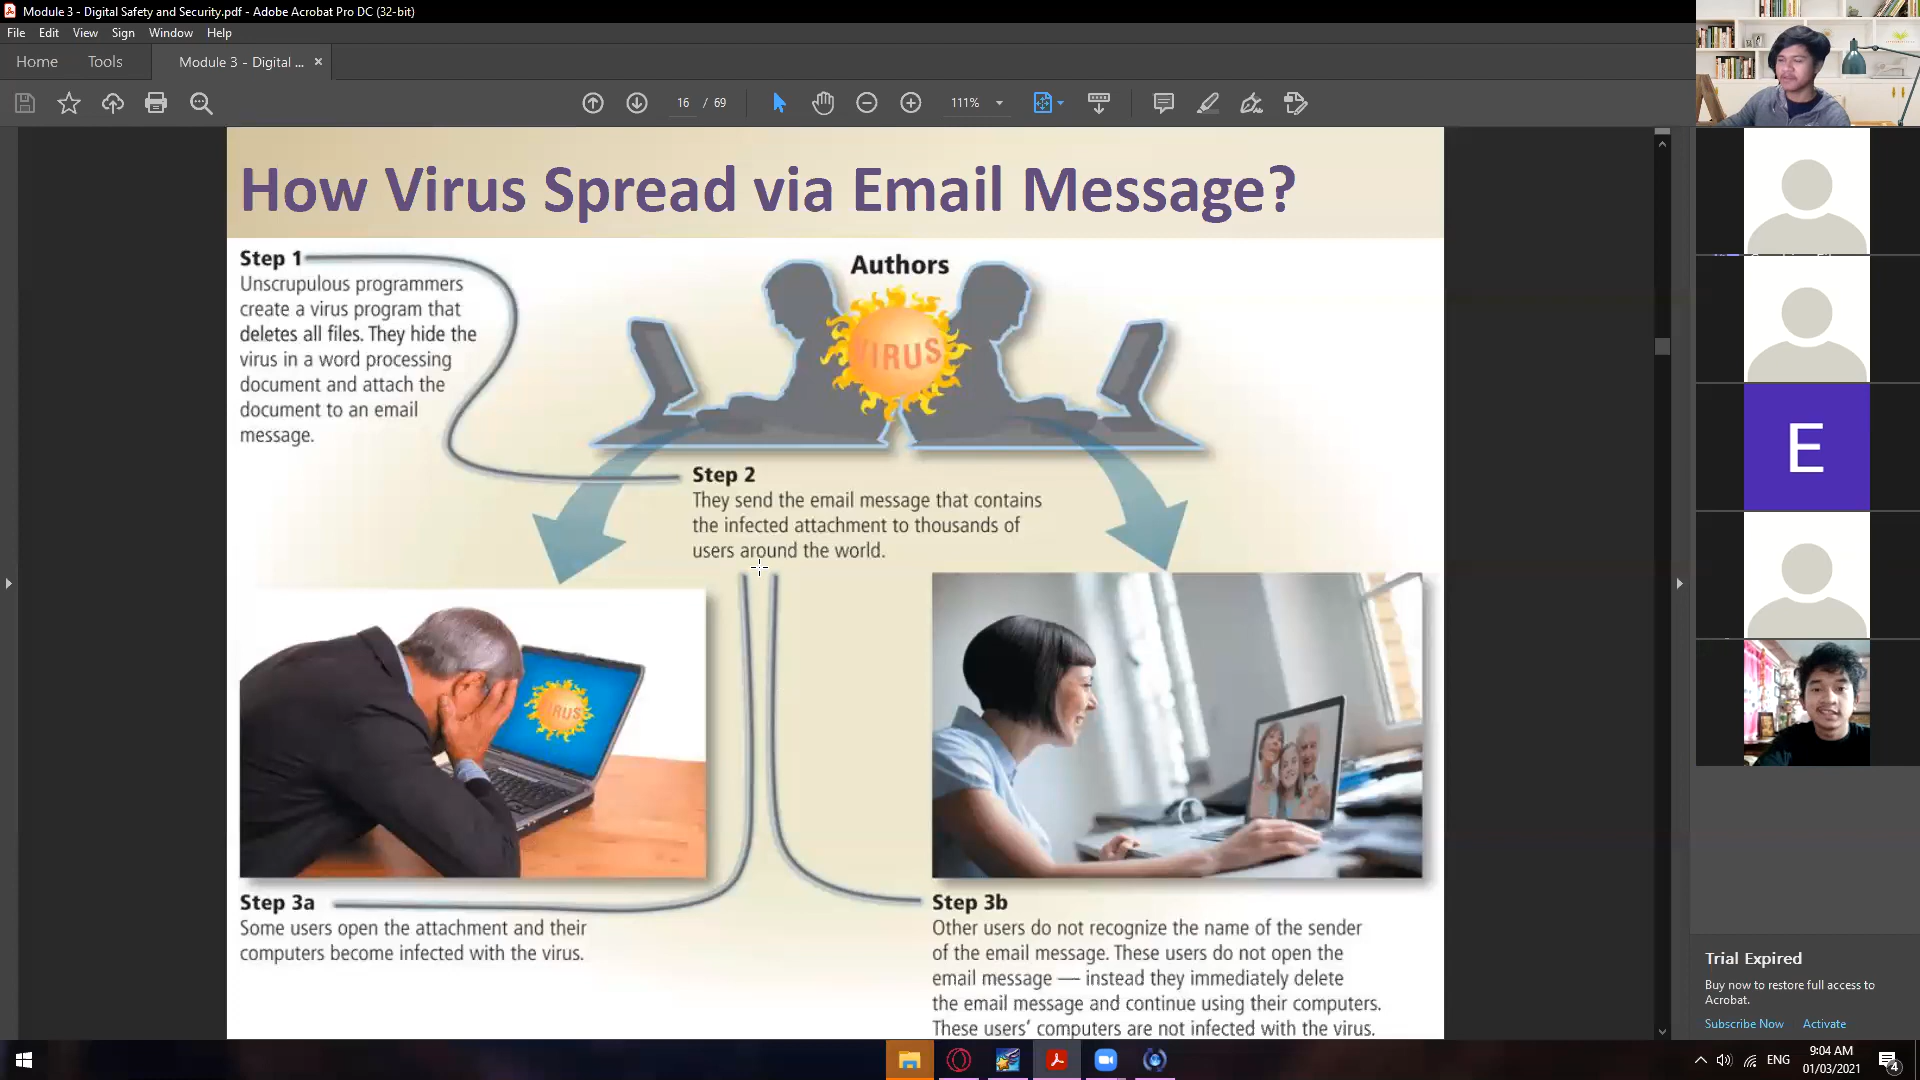 Module 3 - Digital Safety and Security.pdf - Adobe Acrobat Pro DC (32-bit)
File Edit View Sign Window Help
Home Tools Module 3 - Digital ... ×
16 / 69 111%
How Virus Spread via Email Message?
Step 1
Unscrupulous programmers
create a virus program that
deletes all files. They hide the
virus in a word processing
document and attach the
document to an email
message.
Authors
VIRUS
Step 2
They send the email message that contains
the infected attachment to thousands of
users around the world.
VIRUS
Step 3a
Some users open the attachment and their
computers become infected with the virus.
Step 3b
Other users do not recognize the name of the sender
of the email message. These users do not open the
email message — instead they immediately delete
the email message and continue using their computers.
These users' computers are not infected with the virus.
E
Trial Expired
Buy now to restore full access to
Acrobat.
Subscribe Now Activate
ENG
9:04 AM
01/03/2021
4